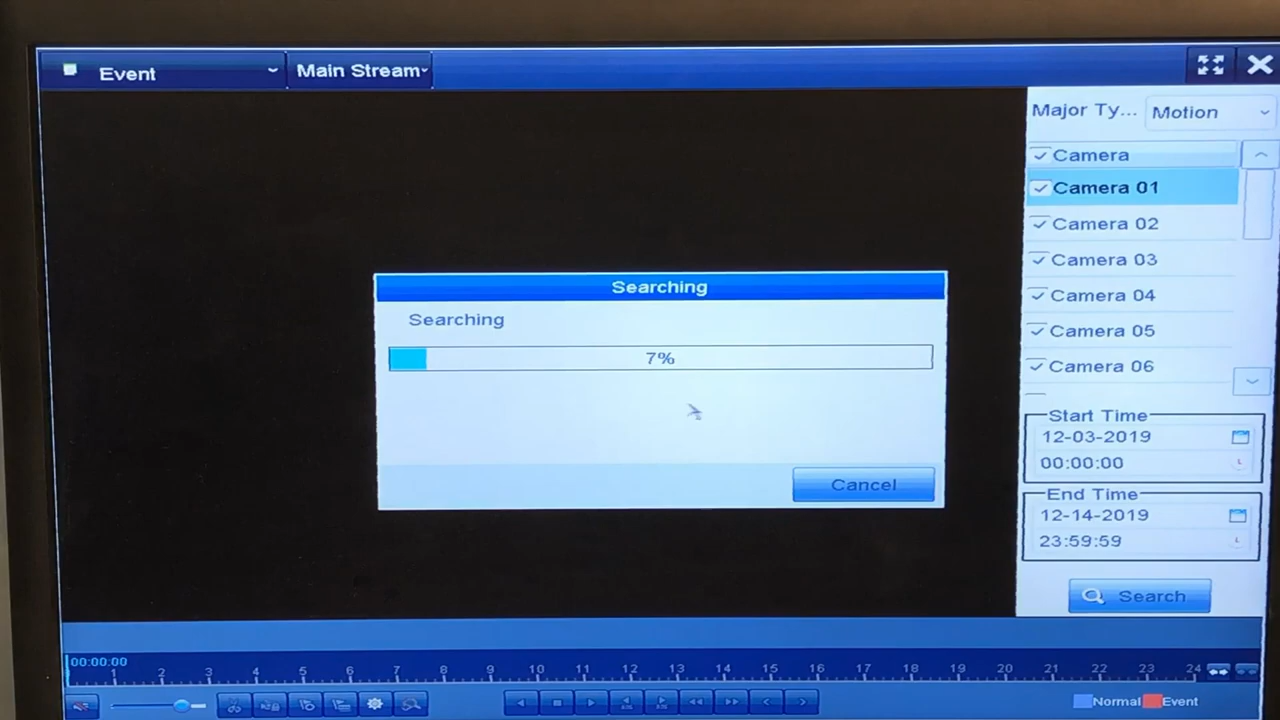 Event
Main Stream
Major Ty... Motion
Camera
Camera 01
Camera 02
Camera 03
Camera 04
Camera 05
Camera 06
Searching
Searching
7%
Cancel
Start Time
12-03-2019
00:00:00
End Time
12-14-2019
23:59:59
Search
00:00:00
1 2 3 4 5 6 7 8 9 10 11 12 13 14 15 16 17 18 19 20 21 22 23 24
Normal Event